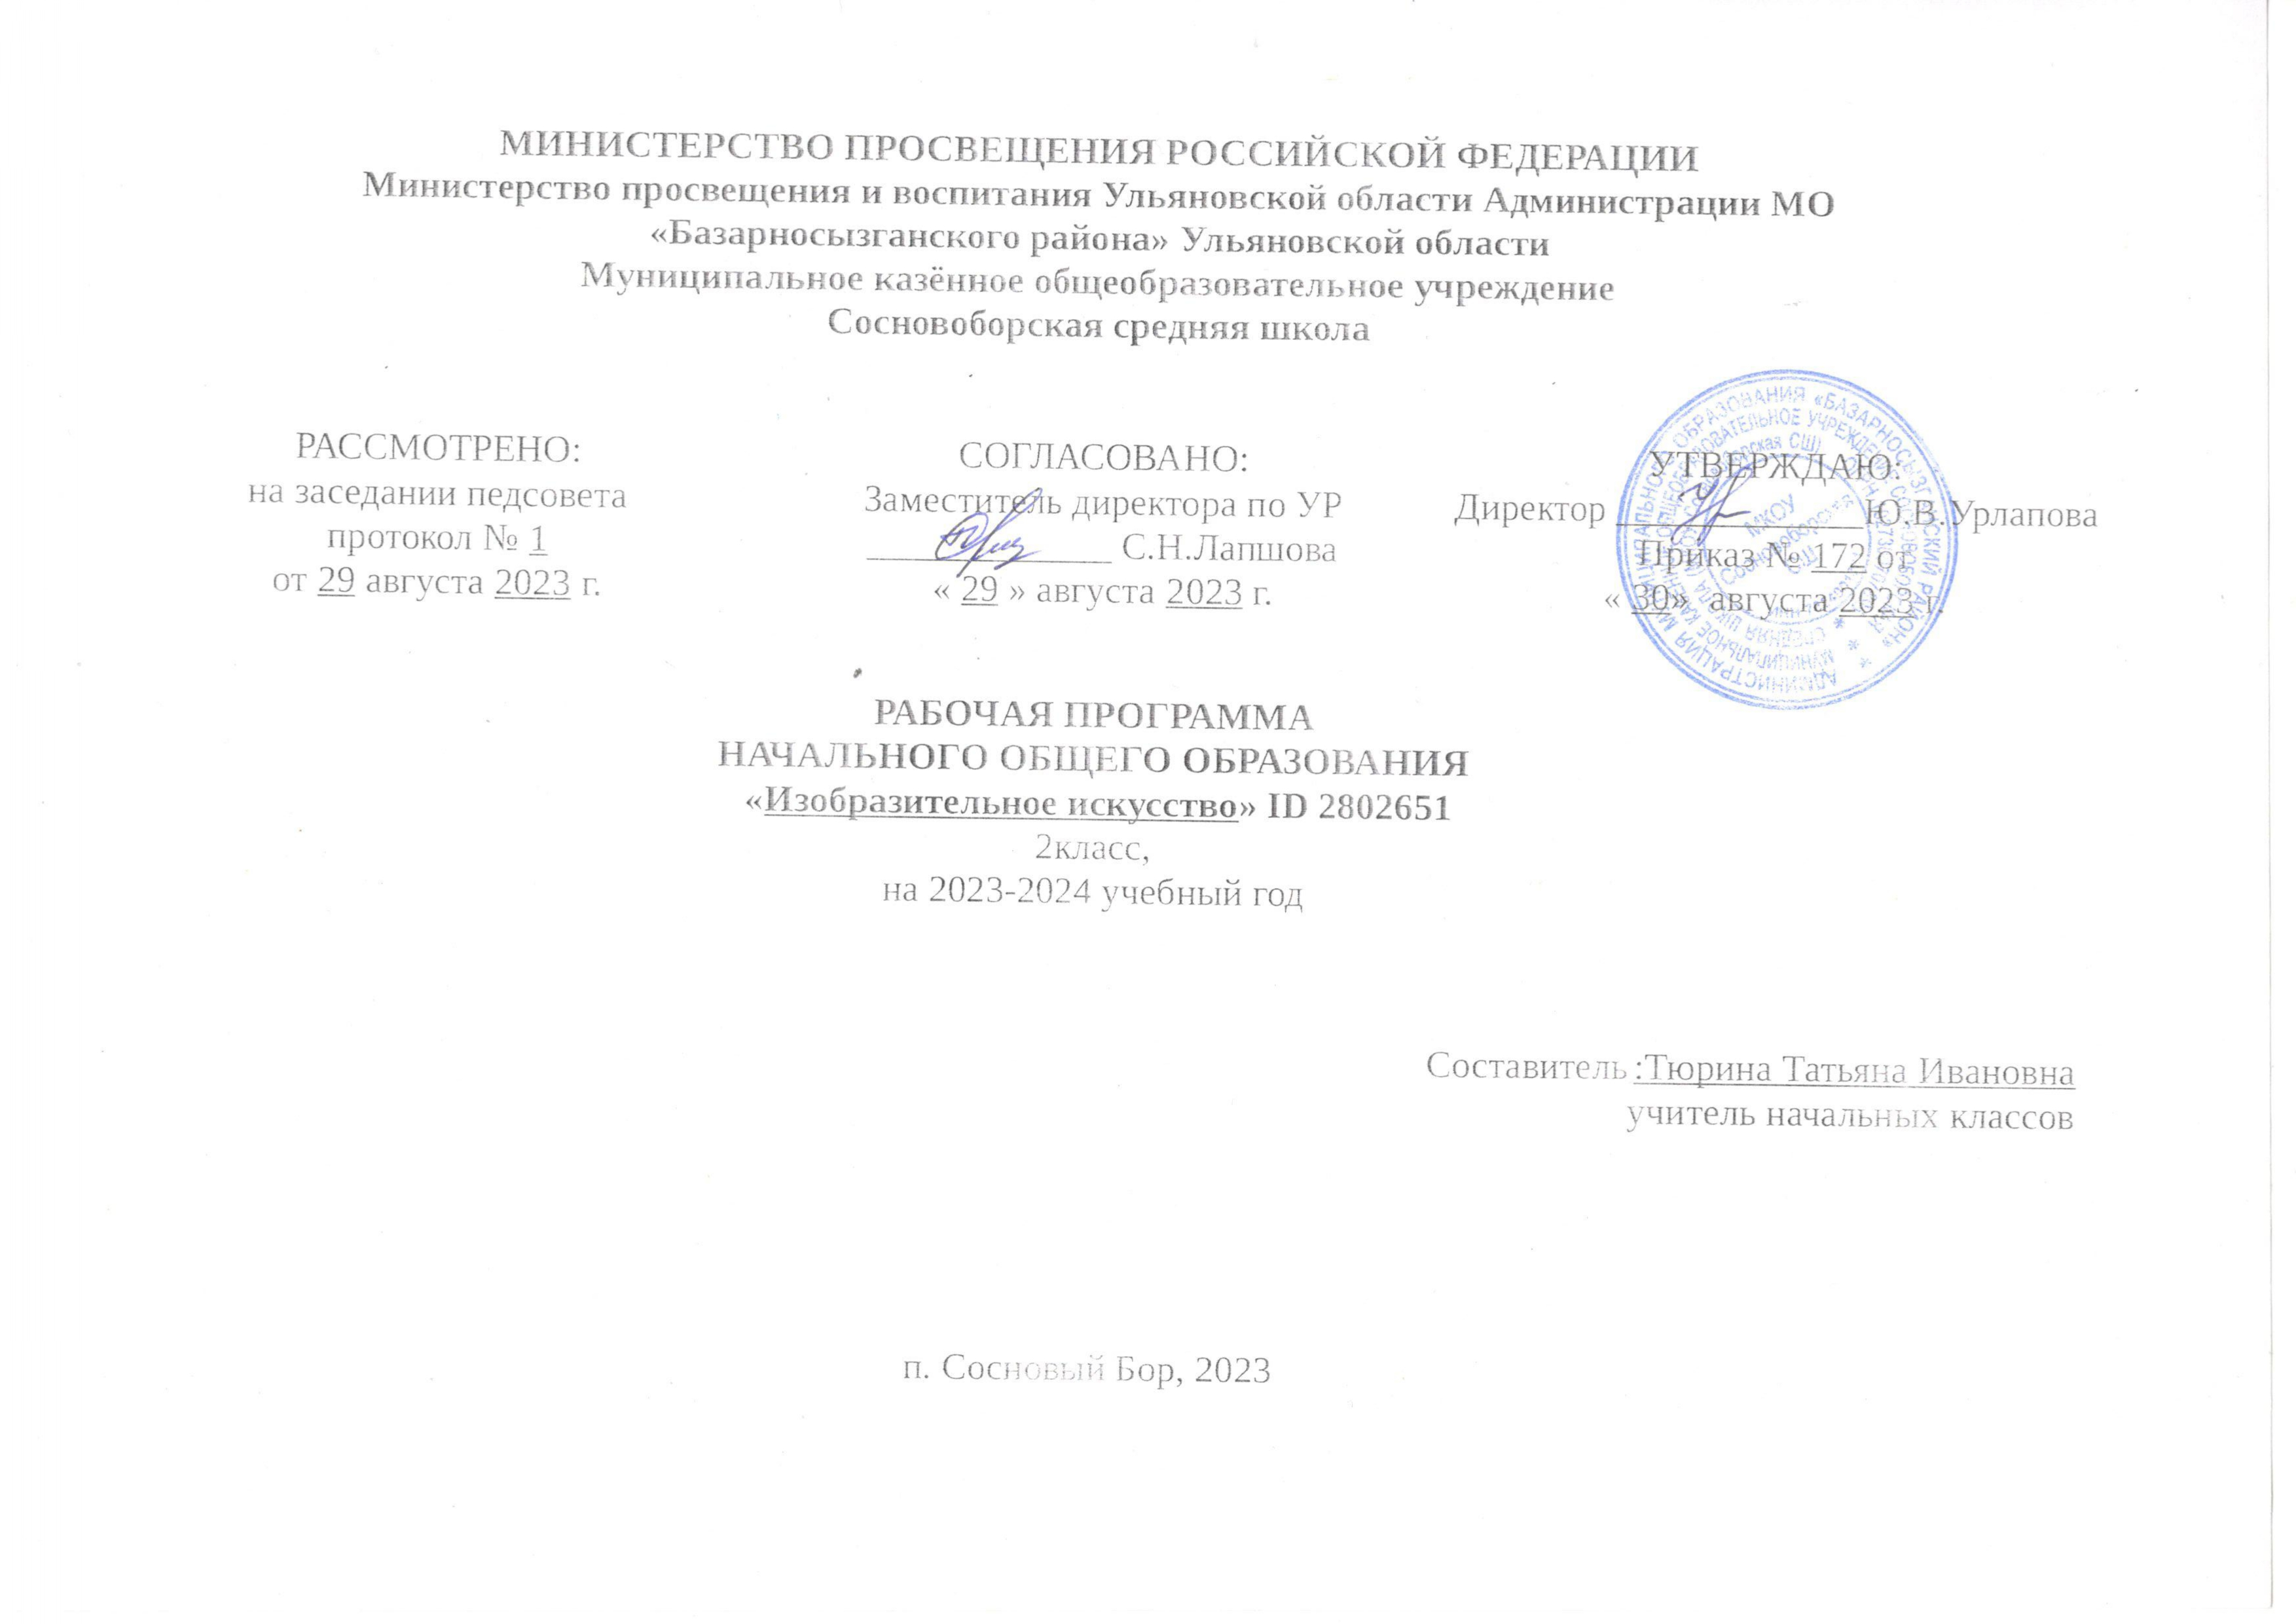 МИНИСТЕРСТВО ПРОСВЕЩЕНИЯ РОССИЙСКОЙ ФЕДЕРАЦИИ
Министерство просвещения и воспитания Ульяновской области Администрации МО
«Базарносызганского района» Ульяновской области
Муниципальное казённое общеобразовательное учреждение
Сосновоборская средняя школа
РАССМОТРЕНО:
на заседании педсовета
протокол № 1
от 29 августа 2023 г.
СОГЛАСОВАНО:
Заместитель директора по УР
С.Н.Лапшова
« 29 » августа 2023 г.
УТВЕРЖДАЮ:
Директор Ю.В.Урлапова
Приказ № 172 от
« 30» августа 2023 г.
МКОУ
Сосновоборская
СШ
РАБОЧАЯ ПРОГРАММА
НАЧАЛЬНОГО ОБЩЕГО ОБРАЗОВАНИЯ
«Изобразительное искусство» ID 2802651
2класс,
на 2023-2024 учебный год
Составитель :Тюрина Татьяна Ивановна
учитель начальных классов
п. Сосновый Бор, 2023